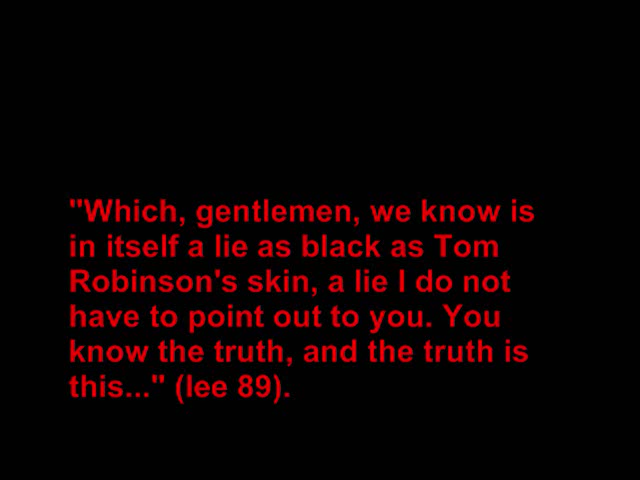 "Which, gentlemen, we know is
in itself a lie as black as Tom
Robinson's skin, a lie I do not
have to point out to you. You
know the truth, and the truth is
this..." (lee 89).